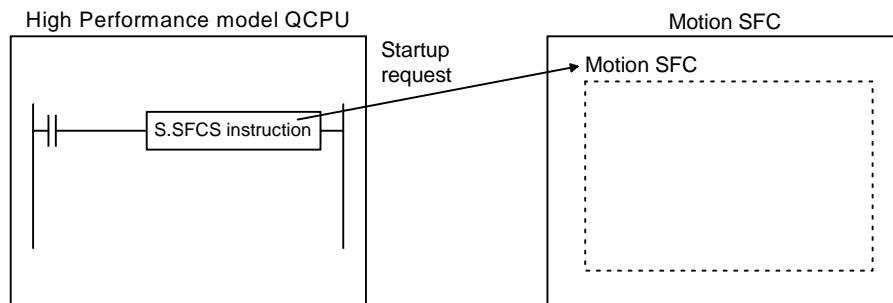 High Performance model QCPU
Motion SFC
Startup
request
Motion SFC
S.SFCS instruction